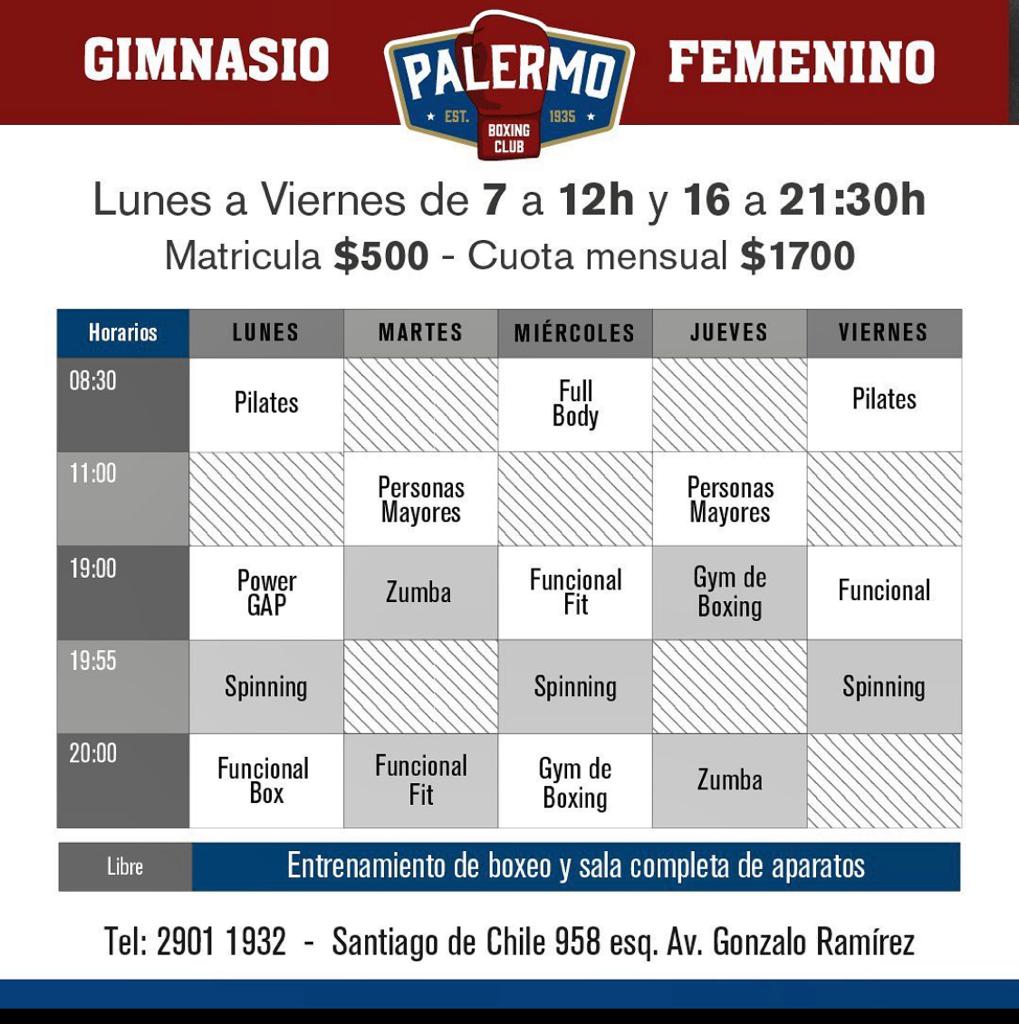 GIMNASIO
PALERMO
EST. 1935
BOXING
CLUB
FEMENINO
Lunes a Viernes de 7 a 12h y 16 a 21:30h
Matricula $500 - Cuota mensual $1700
Horarios LUNES MARTES MIÉRCOLES JUEVES VIERNES
08:30
Pilates
Full
Body
Pilates
11:00
Personas
Mayores
Personas
Mayores
19:00
Power
GAP
Zumba
Funcional
Fit
Gym de
Boxing
Funcional
19:55
Spinning
Spinning
Spinning
20:00
Funcional
Box
Funcional
Fit
Gym de
Boxing
Zumba
Libre
Entrenamiento de boxeo y sala completa de aparatos
Tel: 2901 1932 - Santiago de Chile 958 esq. Av. Gonzalo Ramírez